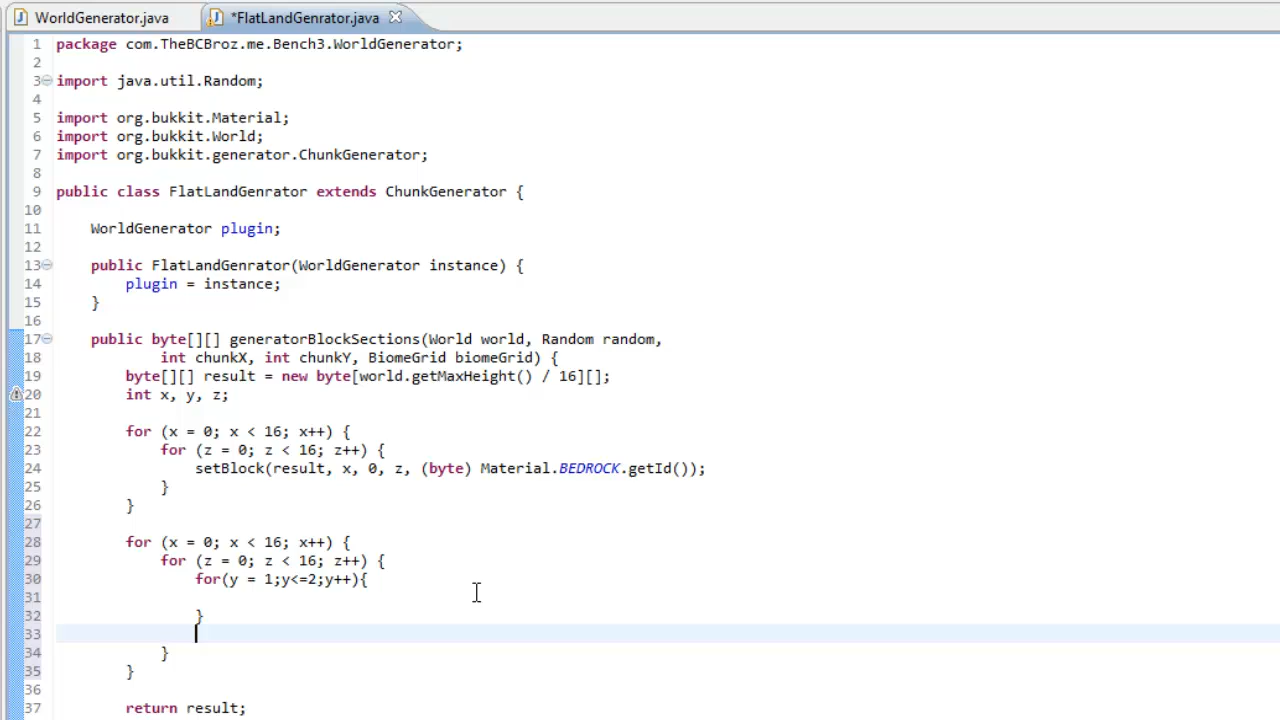 WorldGenerator.java *FlatLandGenrator.java
1 package com.TheBCBroz.me.Bench3.WorldGenerator;
2
3 import java.util.Random;
4
5 import org.bukkit.Material;
6 import org.bukkit.World;
7 import org.bukkit.generator.ChunkGenerator;
8
9 public class FlatLandGenrator extends ChunkGenerator {
10
11     WorldGenerator plugin;
12
13     public FlatLandGenrator(WorldGenerator instance) {
14         plugin = instance;
15     }
16
17     public byte[][] generatorBlockSections(World world, Random random,
18             int chunkX, int chunkY, BiomeGrid biomeGrid) {
19         byte[][] result = new byte[world.getMaxHeight() / 16][];
20         int x, y, z;
21
22         for (x = 0; x < 16; x++) {
23             for (z = 0; z < 16; z++) {
24                 setBlock(result, x, 0, z, (byte) Material.BEDROCK.getId());
25             }
26         }
27
28         for (x = 0; x < 16; x++) {
29             for (z = 0; z < 16; z++) {
30                 for(y = 1;y<=2;y++){
31
32                 }
33
34             }
35         }
36
37         return result;